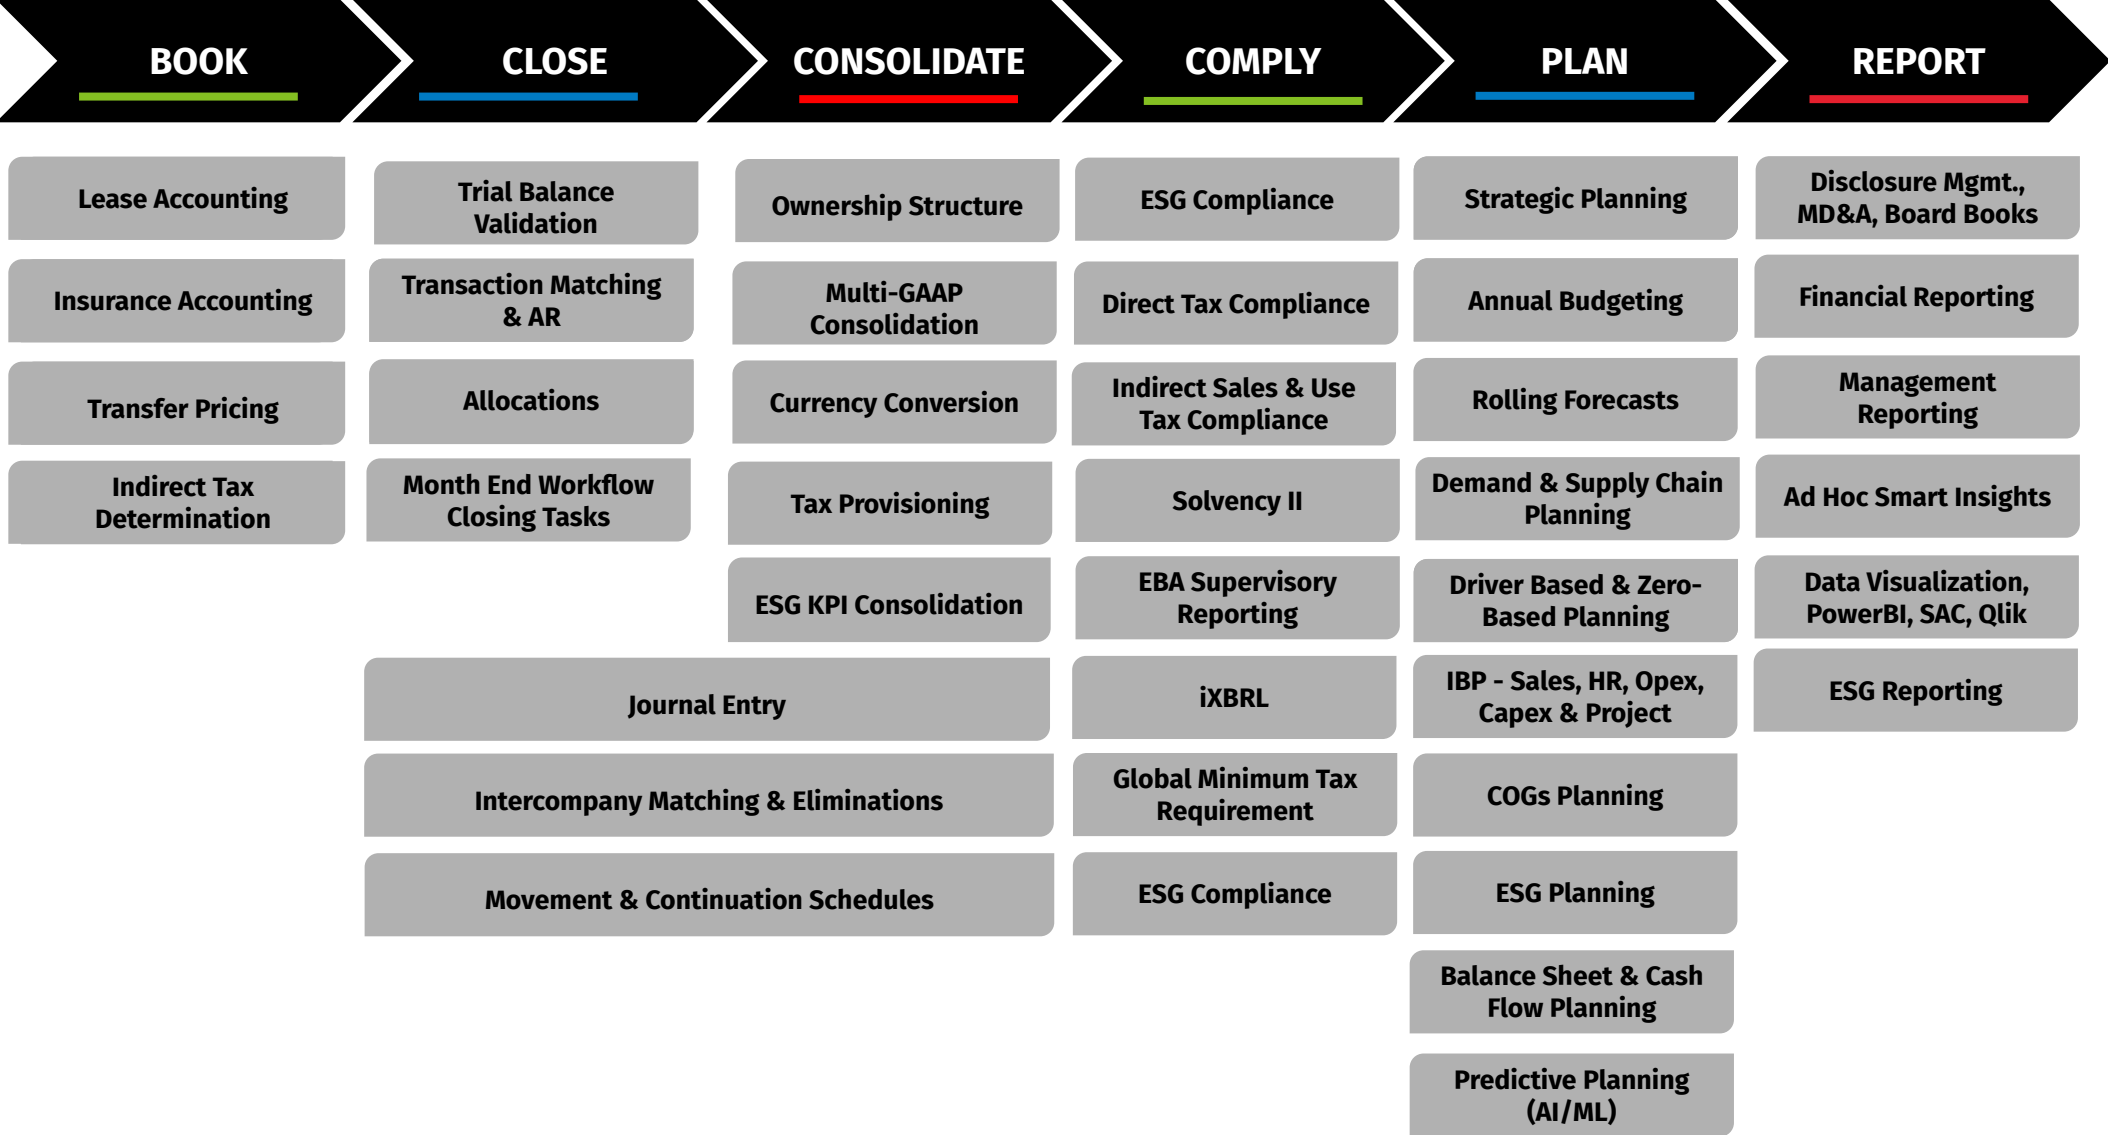 BOOK
CLOSE
CONSOLIDATE
COMPLY
PLAN
REPORT
Lease Accounting
Insurance Accounting
Transfer Pricing
Indirect Tax
Determination
Trial Balance
Validation
Transaction Matching
& AR
Allocations
Month End Workflow
Closing Tasks
Ownership Structure
Multi-GAAP
Consolidation
Currency Conversion
Tax Provisioning
ESG KPI Consolidation
Journal Entry
Intercompany Matching & Eliminations
Movement & Continuation Schedules
ESG Compliance
Direct Tax Compliance
Indirect Sales & Use
Tax Compliance
Solvency II
EBA Supervisory
Reporting
iXBRL
Global Minimum Tax
Requirement
ESG Compliance
Strategic Planning
Annual Budgeting
Rolling Forecasts
Demand & Supply Chain
Planning
Driver Based & Zero-
Based Planning
IBP - Sales, HR, Opex,
Capex & Project
COGs Planning
ESG Planning
Balance Sheet & Cash
Flow Planning
Predictive Planning
(AI/ML)
Disclosure Mgmt.,
MD&A, Board Books
Financial Reporting
Management
Reporting
Ad Hoc Smart Insights
Data Visualization,
PowerBI, SAC, Qlik
ESG Reporting